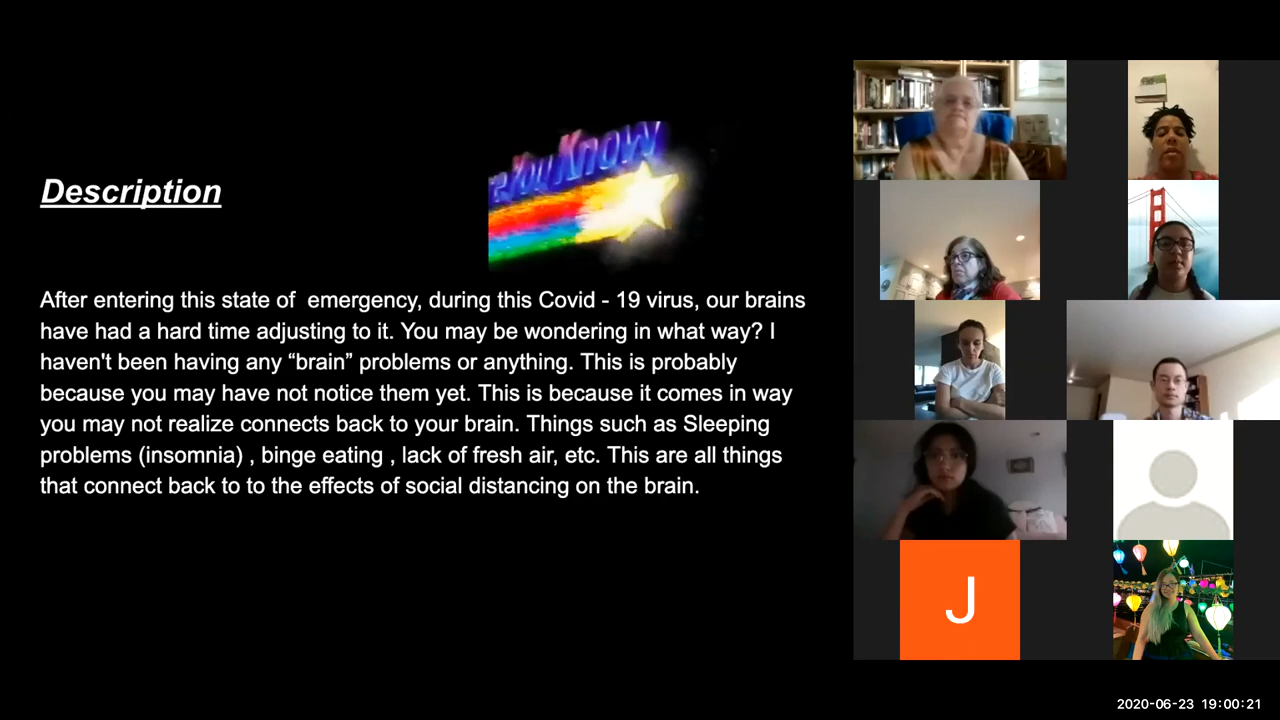 Description
You Know
After entering this state of  emergency, during this Covid - 19 virus, our brains
have had a hard time adjusting to it. You may be wondering in what way? I
haven't been having any “brain” problems or anything. This is probably
because you may have not notice them yet. This is because it comes in way
you may not realize connects back to your brain. Things such as Sleeping
problems (insomnia) , binge eating , lack of fresh air, etc. This are all things
that connect back to to the effects of social distancing on the brain.
J
2020-06-23 19:00:21